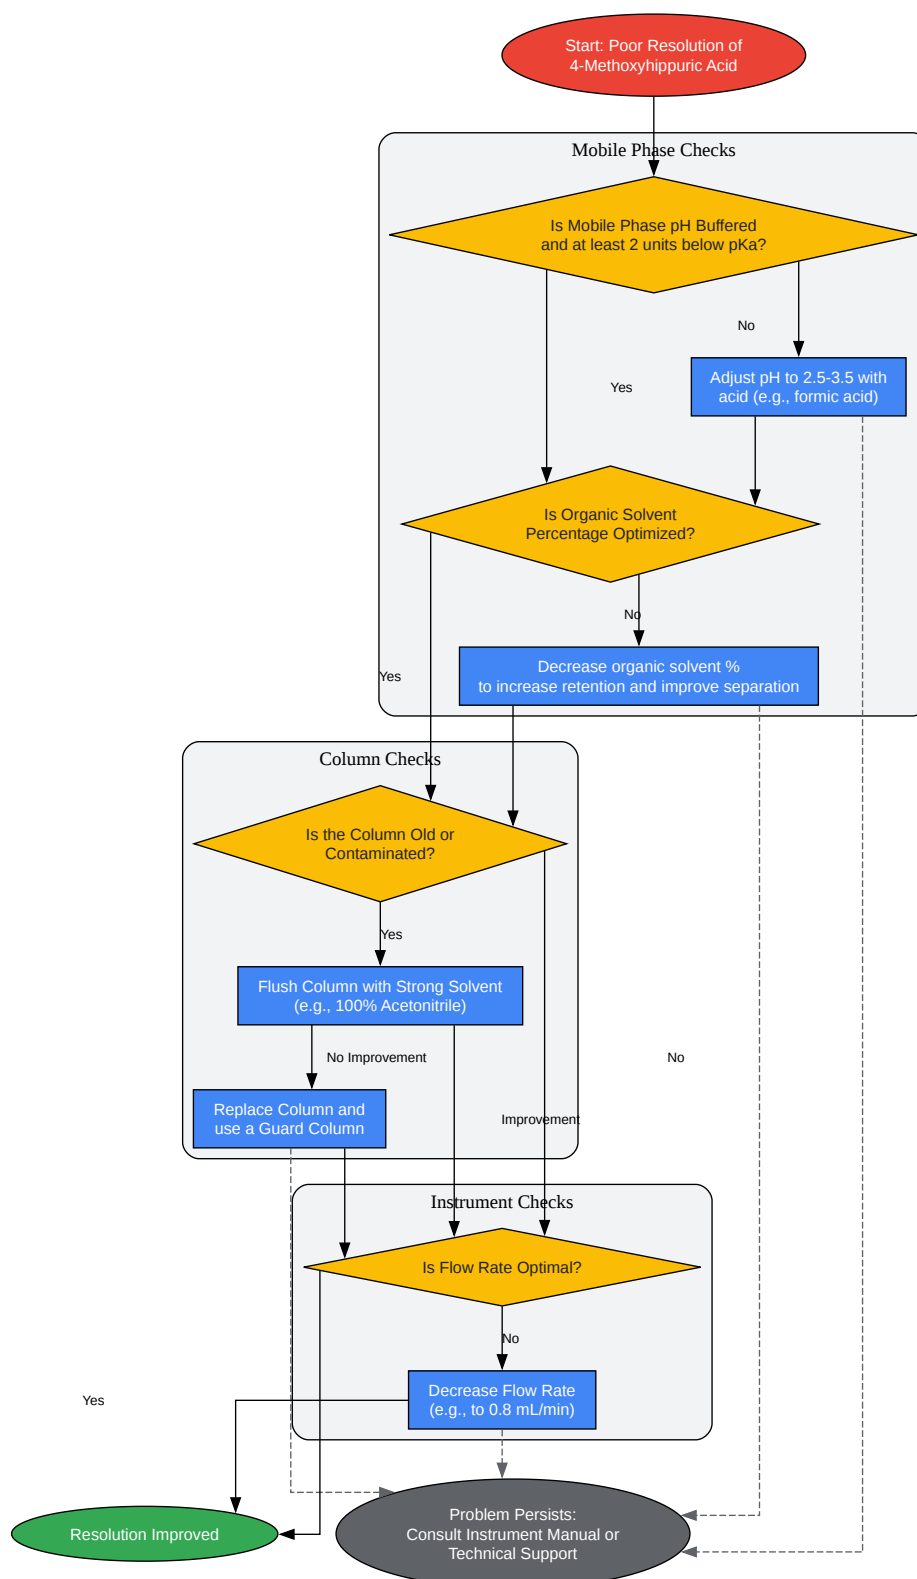 Start: Poor Resolution of
4-Methoxyhippuric Acid
Mobile Phase Checks
Is Mobile Phase pH Buffered
and at least 2 units below pKa?
No
Adjust pH to 2.5-3.5 with
acid (e.g., formic acid)
Yes
Is Organic Solvent
Percentage Optimized?
No
Decrease organic solvent %
to increase retention and improve separation
Yes
Column Checks
Is the Column Old or
Contaminated?
Yes
Flush Column with Strong Solvent
(e.g., 100% Acetonitrile)
No Improvement
No
Replace Column and
use a Guard Column
Improvement
Instrument Checks
Is Flow Rate Optimal?
No
Decrease Flow Rate
(e.g., to 0.8 mL/min)
Yes
Resolution Improved
Problem Persists:
Consult Instrument Manual or
Technical Support